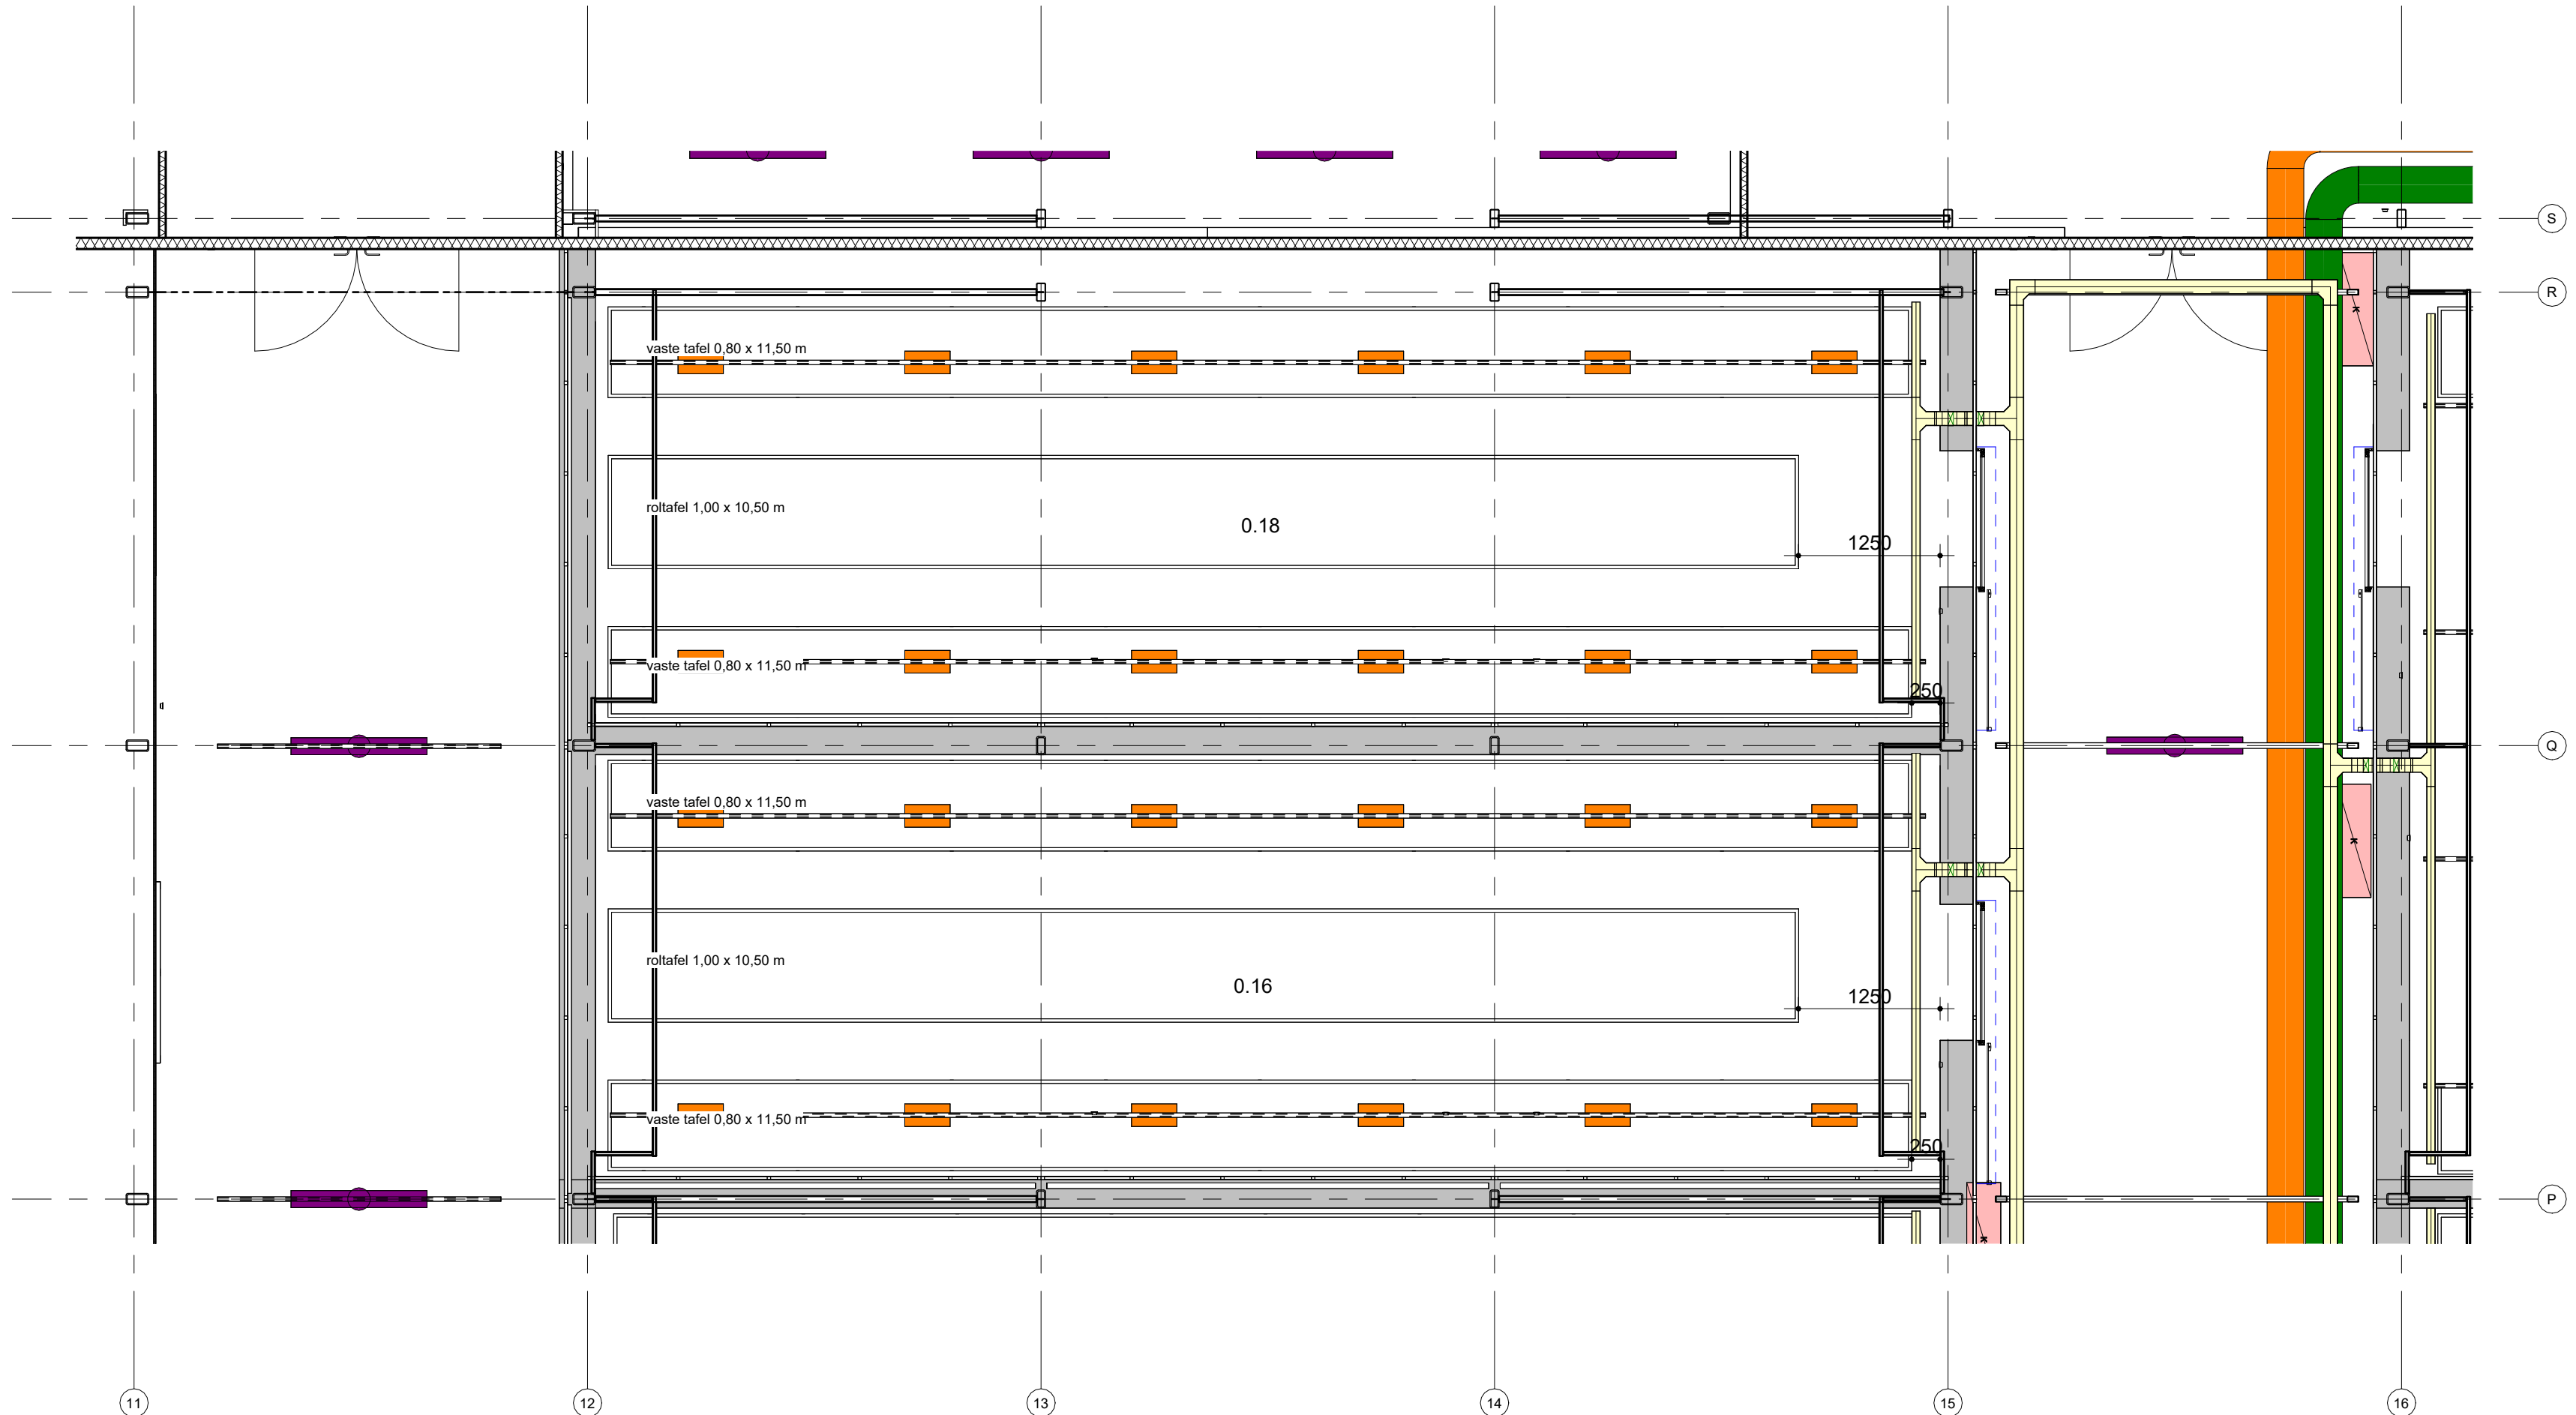 S
R
vaste tafel 0,80 x 11,50 m
K
roltafel 1,00 x 10,50 m
0.18
1250
vaste tafel 0,80 x 11,50 m
250
Q
vaste tafel 0,80 x 11,50 m
K
roltafel 1,00 x 10,50 m
0.16
1250
vaste tafel 0,80 x 11,50 m
250
P
K
11
12
13
14
15
16